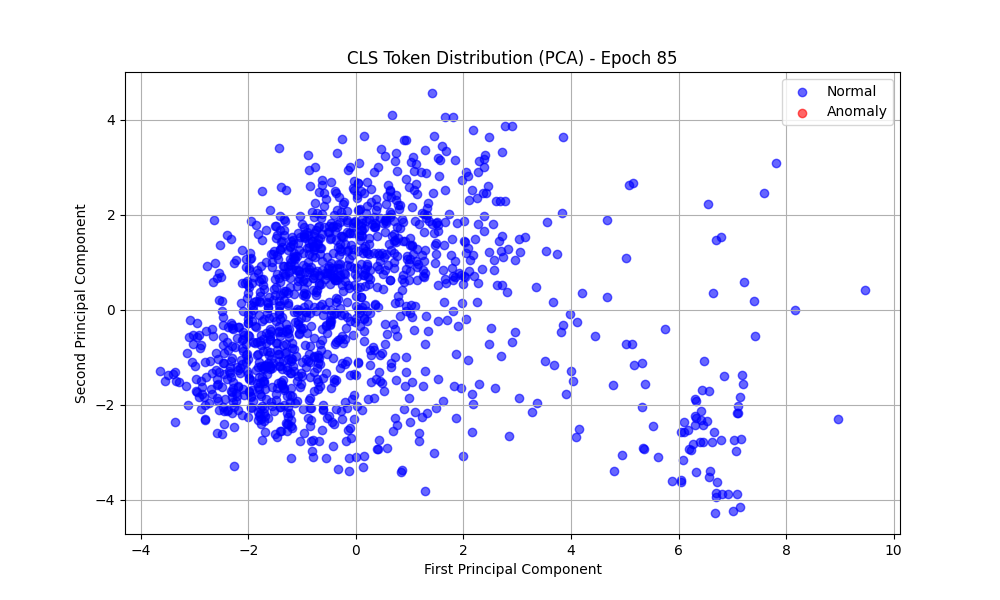 CLS Token Distribution (PCA) - Epoch 85
Normal
Anomaly
Second Principal Component
4
2
0
−2
−4
−4
−2
0
2
4
6
8
10
First Principal Component